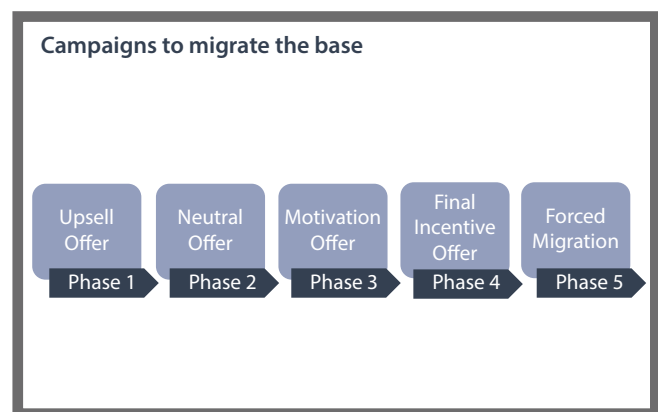 Campaigns to migrate the base
Upsell
Offer
Phase 1
Neutral
Offer
Phase 2
Motivation
Offer
Phase 3
Final
Incentive
Offer
Phase 4
Forced
Migration
Phase 5